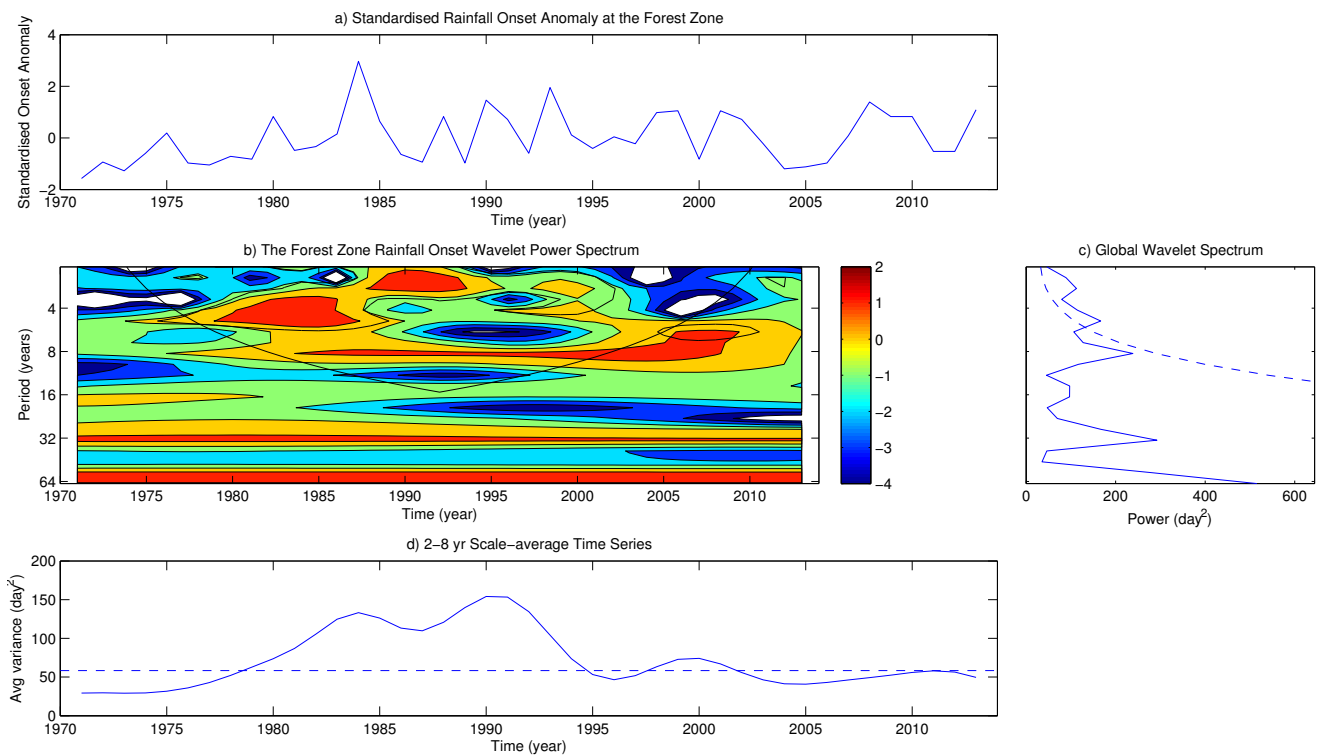 a) Standardised Rainfall Onset Anomaly at the Forest Zone
Standardised Onset Anomaly
4
2
0
−2
1970 1975 1980 1985 1990 1995 2000 2005 2010
Time (year)
b) The Forest Zone Rainfall Onset Wavelet Power Spectrum
Period (years)
4
8
16
32
64
1970 1975 1980 1985 1990 1995 2000 2005 2010
Time (year)
2
1
0
−1
−2
−3
−4
c) Global Wavelet Spectrum
0 200 400 600
Power (day²)
d) 2−8 yr Scale−average Time Series
Avg variance (day²)
200
150
100
50
0
1970 1975 1980 1985 1990 1995 2000 2005 2010
Time (year)